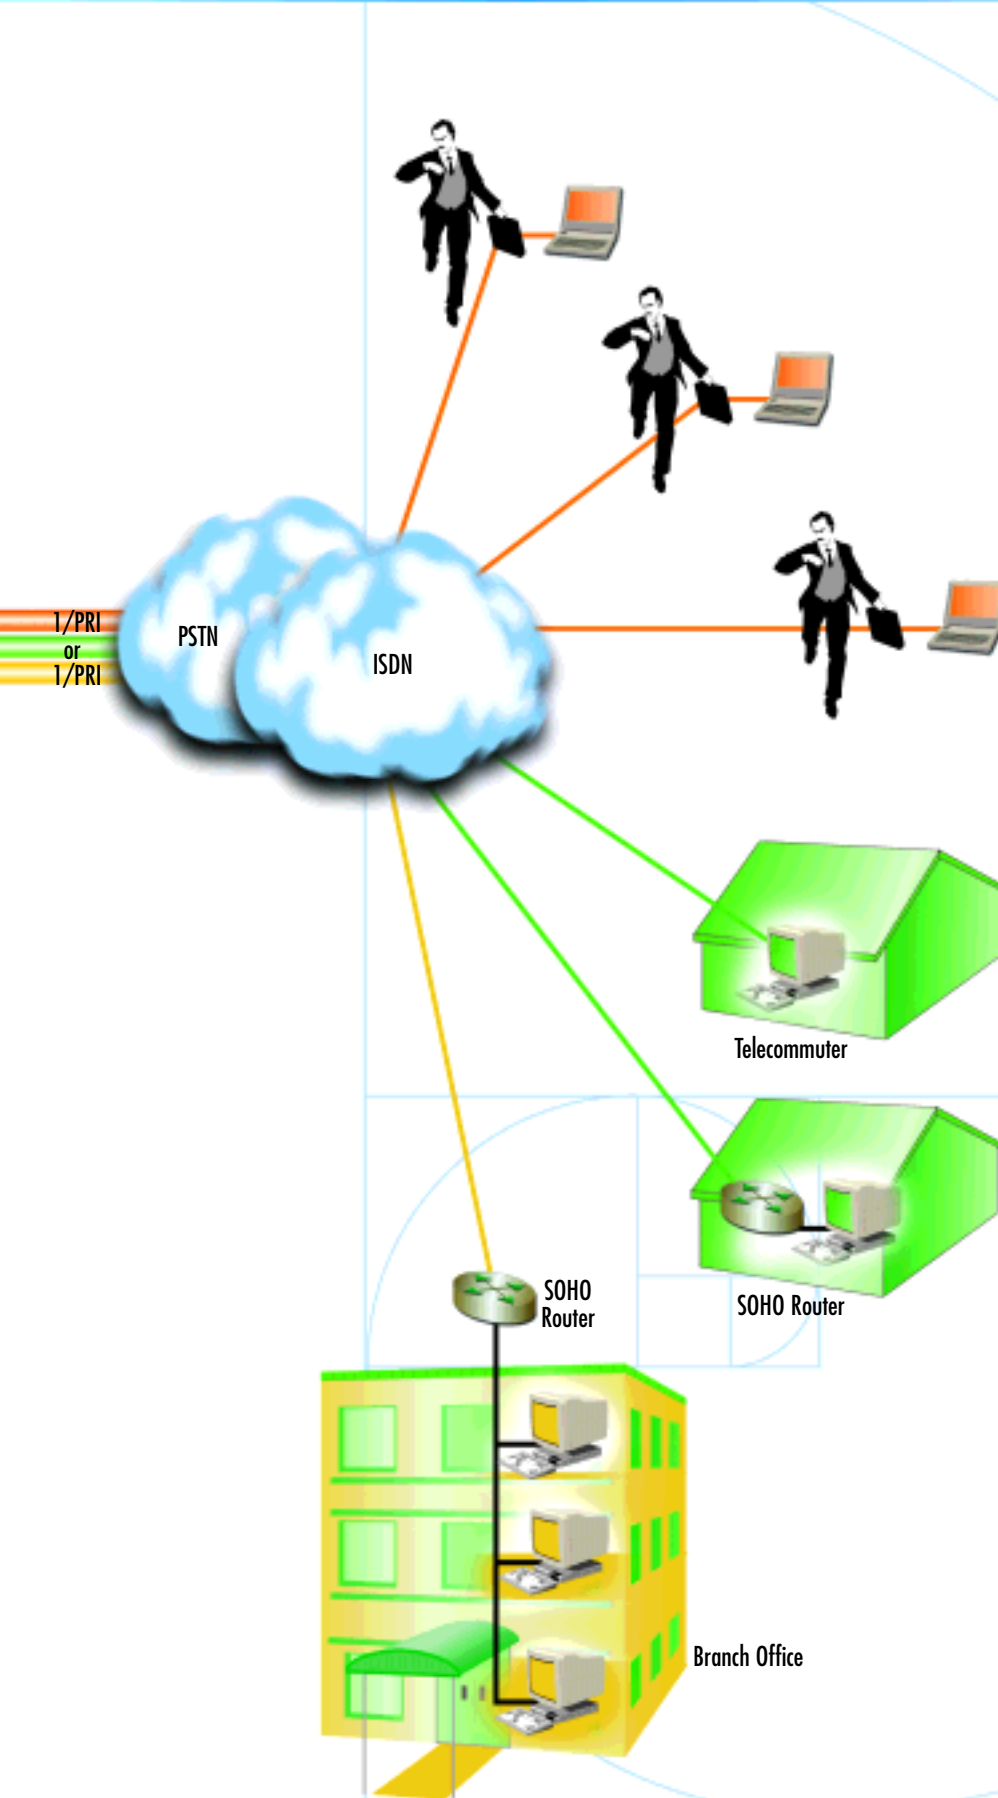 1/PRI
or
1/PRI
PSTN
ISDN
Telecommuter
SOHO
Router
SOHO Router
Branch Office